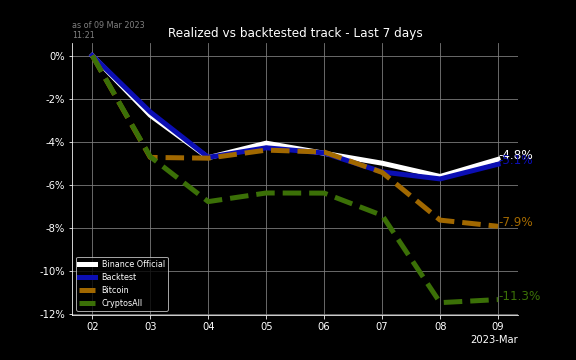 as of 09 Mar 2023
11:21
Realized vs backtested track - Last 7 days
0%
-2%
-4%
-6%
-8%
-10%
-12%
-4.8%
-7.9%
-11.3%
Binance Official
Backtest
Bitcoin
CryptosAll
02 03 04 05 06 07 08 09
2023-Mar